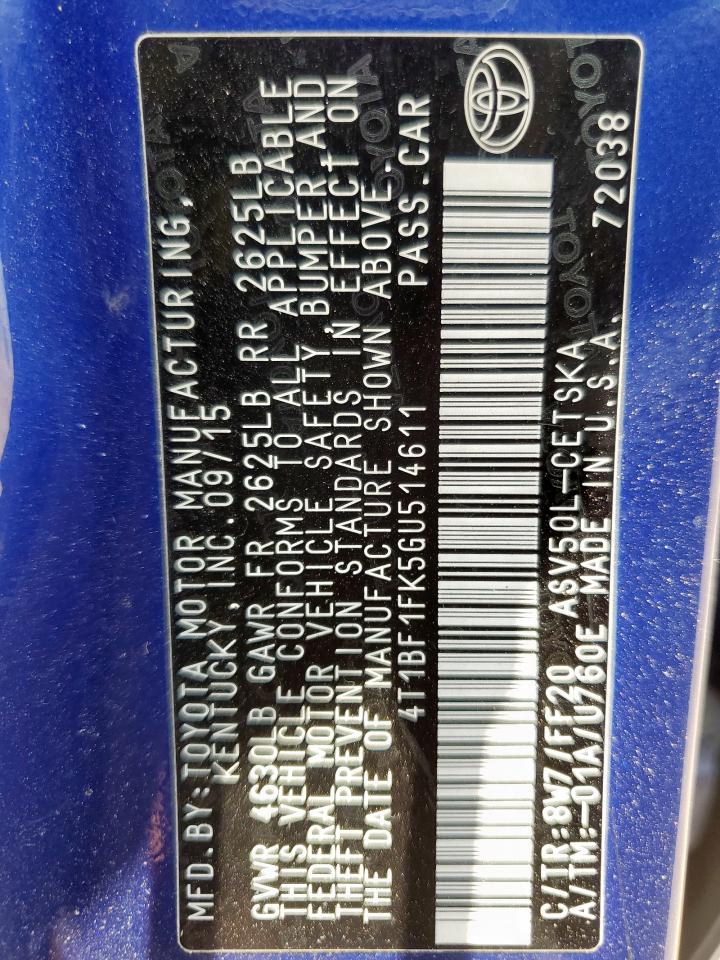 MFD.BY:TOYOTA MOTOR MANUFACTURING,
KENTUCKY, INC. 09/15
GVWR 4630LB GAWR FR 2625LB RR 2625LB
THIS VEHICLE CONFORMS TO ALL APPLICABLE
FEDERAL MOTOR VEHICLE SAFETY, BUMPER, AND
THEFT PREVENTION STANDARDS IN EFFECT ON
THE DATE OF MANUFACTURE SHOWN ABOVE.
4T1BF1FK5GU514611 PASS.CAR
C/TR:8W7/FF20 ASV50L-CETSKA 72038
A/TM:-01A/U760E MADE IN U.S.A.